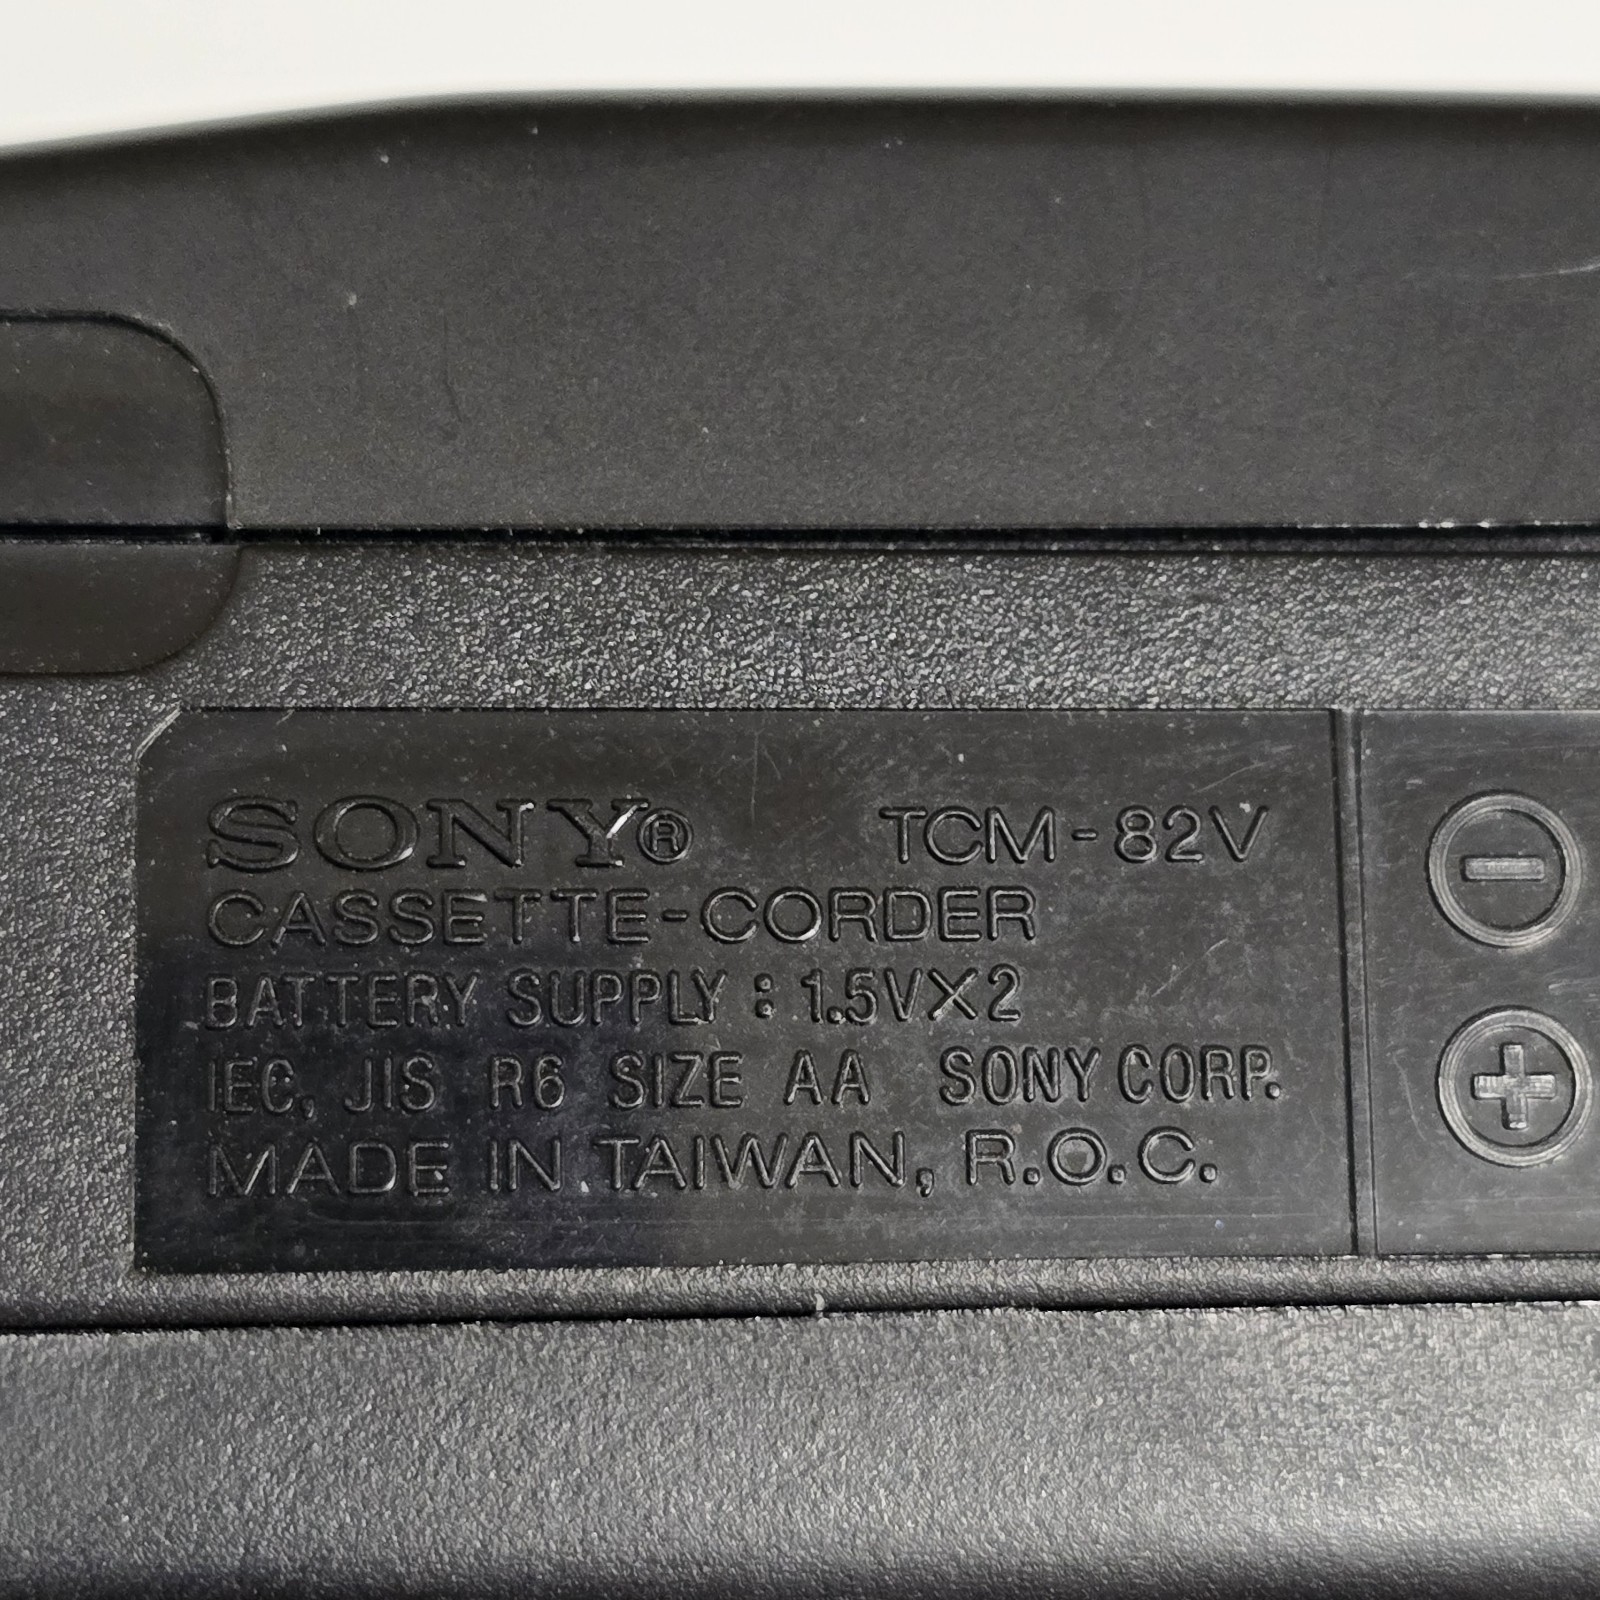 SONY® TCM-82V
CASSETTE-CORDER
BATTERY SUPPLY : 1.5V×2
IEC, JIS R6 SIZE AA SONY CORP.
MADE IN TAIWAN, R.O.C.
−
+